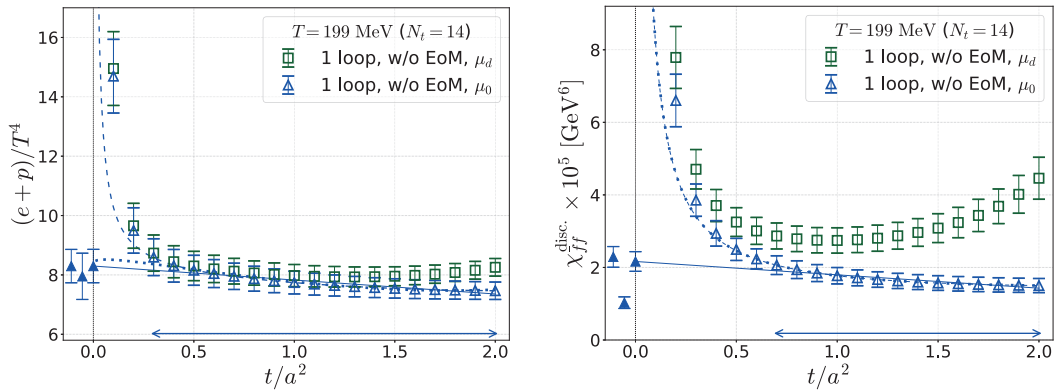 T = 199 MeV (N_t = 14)
1 loop, w/o EoM, μ_d
1 loop, w/o EoM, μ_0
(e + p)/T^4
16
14
12
10
8
6
0.0 0.5 1.0 1.5 2.0
t/a^2
T = 199 MeV (N_t = 14)
1 loop, w/o EoM, μ_d
1 loop, w/o EoM, μ_0
χ_{ff}^{disc.} × 10^5 [GeV^6]
8
6
4
2
0
0.0 0.5 1.0 1.5 2.0
t/a^2